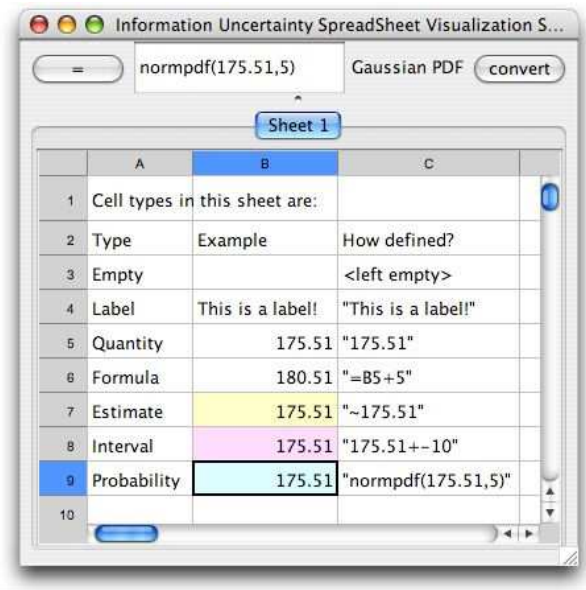 Information Uncertainty SpreadSheet Visualization S...
= normpdf(175.51,5) Gaussian PDF convert
Sheet 1
A B C
1 Cell types in this sheet are:
2 Type Example How defined?
3 Empty <left empty>
4 Label This is a label! "This is a label!"
5 Quantity 175.51 "175.51"
6 Formula 180.51 "=B5+5"
7 Estimate 175.51 "~175.51"
8 Interval 175.51 "175.51+-10"
9 Probability 175.51 "normpdf(175.51,5)"
10